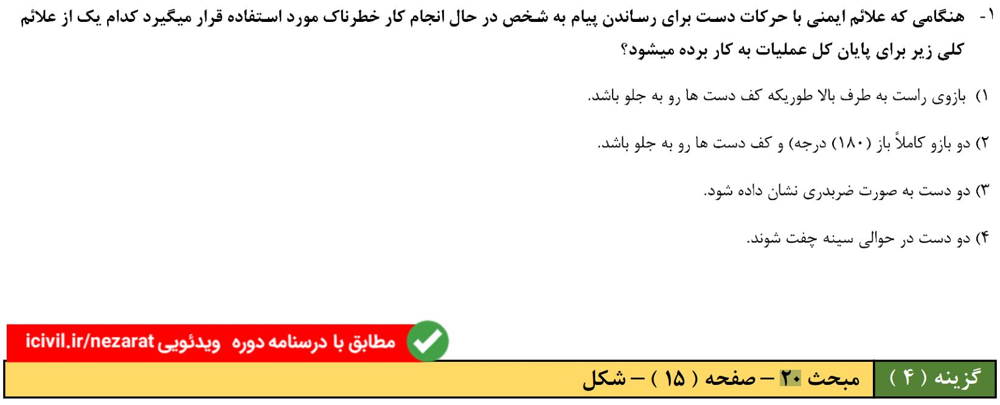 ۱- هنگامی که علائم ایمنی با حرکات دست برای رساندن پیام به شخص در حال انجام کار خطرناک مورد استفاده قرار میگیرد کدام یک از علائم
کلی زیر برای پایان کل عملیات به کار برده میشود؟
۱) بازوی راست به طرف بالا طوریکه کف دست ها رو به جلو باشد.
۲) دو بازو کاملاً باز (۱۸۰) درجه) و کف دست ها رو به جلو باشد.
۳) دو دست به صورت ضربدری نشان داده شود.
۴) دو دست در حوالی سینه چفت شوند.
مطابق با درسنامه دوره ویدئویی icivil.ir/nezarat
گزینه ( ۴ ) مبحث ۲۰ – صفحه ( ۱۵ ) – شکل